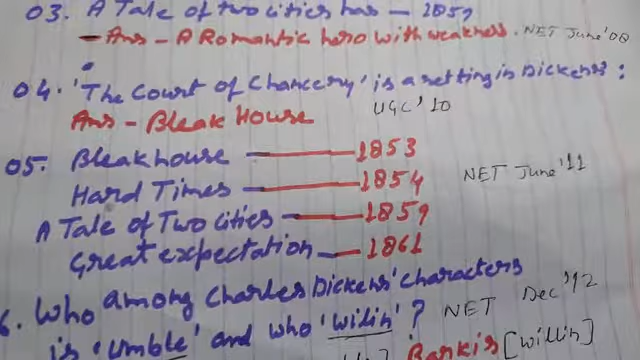 03. A Tale of two cities has – 1859
– Ans – A Romantic hero with weakness. NET June '08
04. 'The Court of Chancery' is a setting in Dickens':
Ans – Bleak House UGC' 10
05. Bleak house — 1853
Hard Times — 1854 NET June '11
A Tale of Two cities — 1859
Great expectation — 1861
6. Who among Charles Dickens' characters
is 'umble' and who 'willin'? NET Dec '12
Barkis [willin]